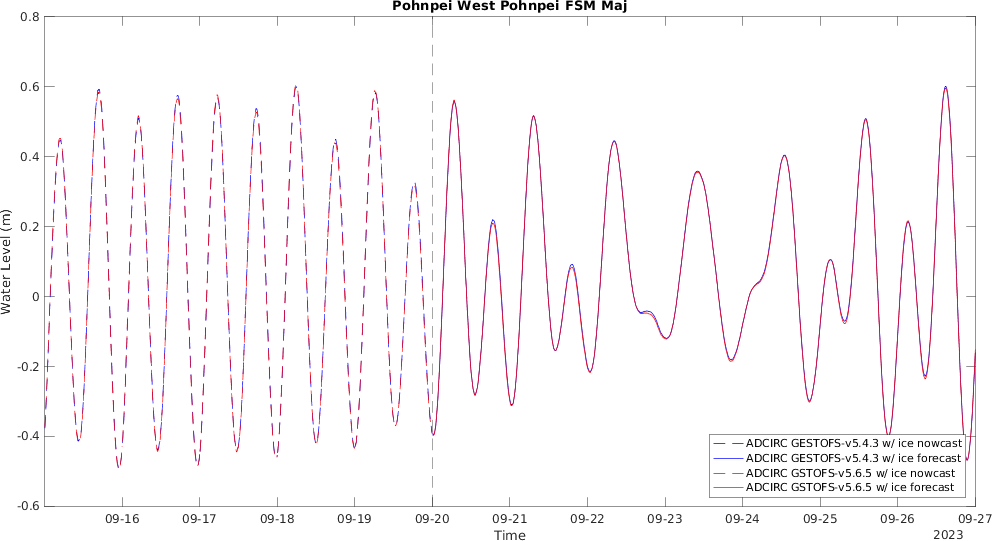 Pohnpei West Pohnpei FSM Maj
Water Level (m)
0.8
0.6
0.4
0.2
0
-0.2
-0.4
-0.6
ADCIRC GESTOFS-v5.4.3 w/ ice nowcast
ADCIRC GESTOFS-v5.4.3 w/ ice forecast
ADCIRC GSTOFS-v5.6.5 w/ ice nowcast
ADCIRC GSTOFS-v5.6.5 w/ ice forecast
09-16 09-17 09-18 09-19 09-20 09-21 09-22 09-23 09-24 09-25 09-26 09-27
Time
2023